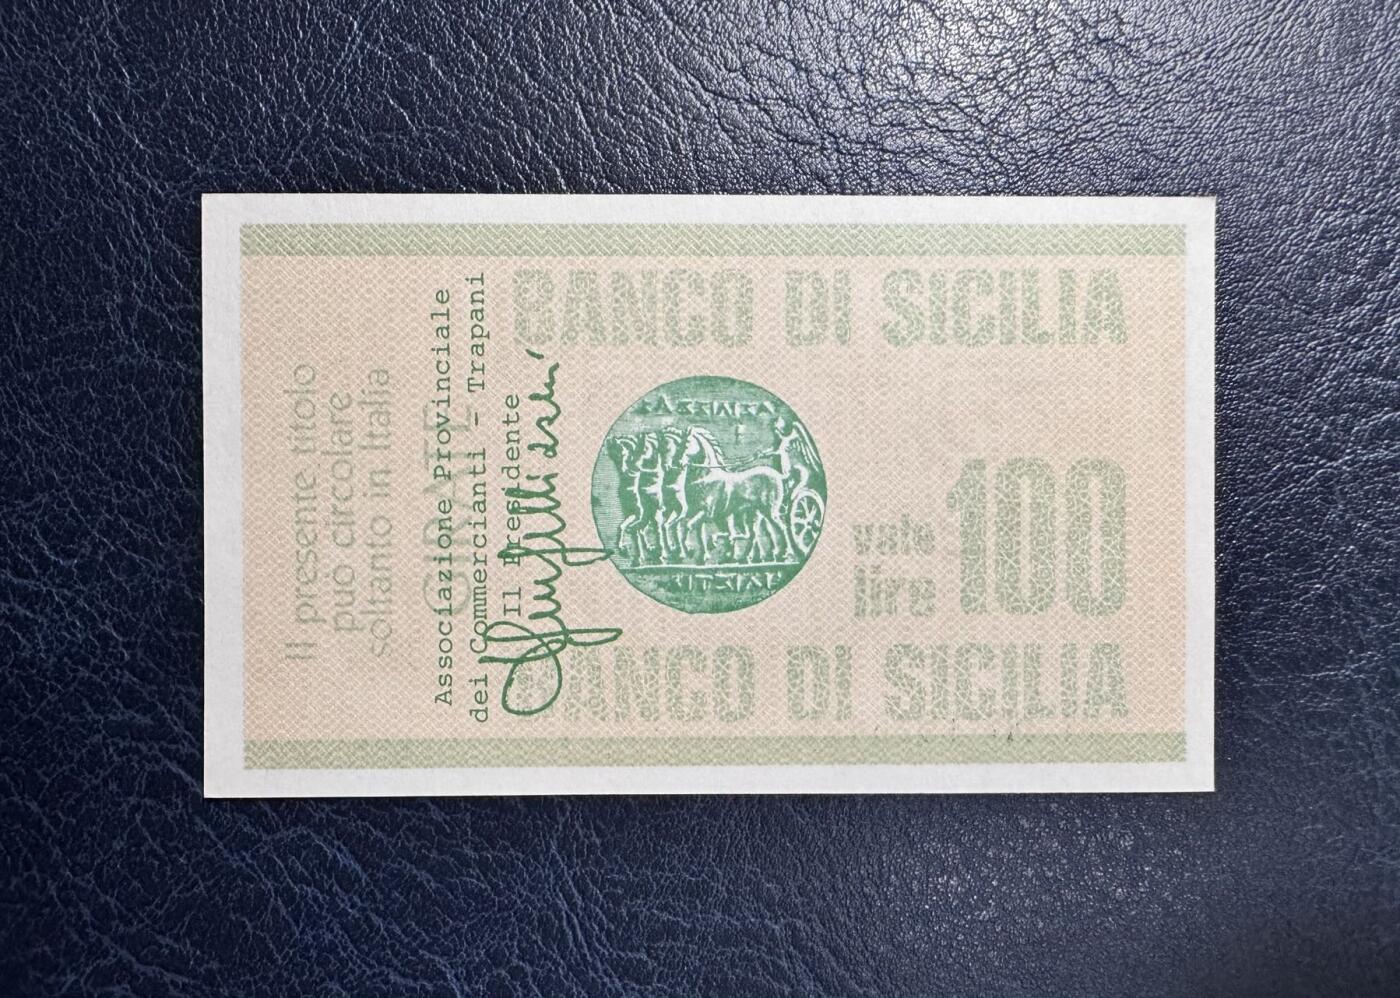 BANCO DI SICILIA
vale
lire
100
BANCO DI SICILIA
Il presente titolo
può circolare
soltanto in Italia
Associazione Provinciale
dei Commercianti - Trapani
Il Presidente